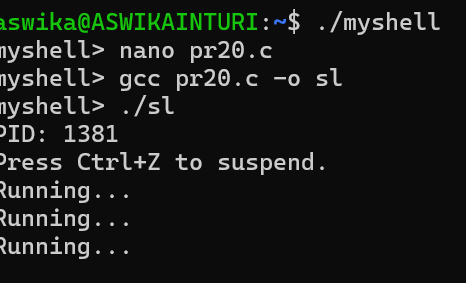 aswika@ASWIKAINTURI:~$ ./myshell
myshell> nano pr20.c
myshell> gcc pr20.c -o sl
myshell> ./sl
PID: 1381
Press Ctrl+Z to suspend.
Running...
Running...
Running...